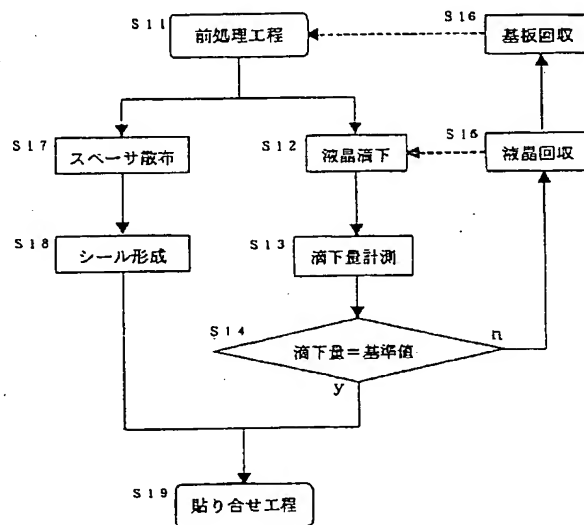 S11
前処理工程
S16
基板回収
S17
スペーサ散布
S12
液晶滴下
S15
液晶回収
S18
シール形成
S13
滴下量計測
S14
滴下量=基準値
n
y
S19
貼り合せ工程